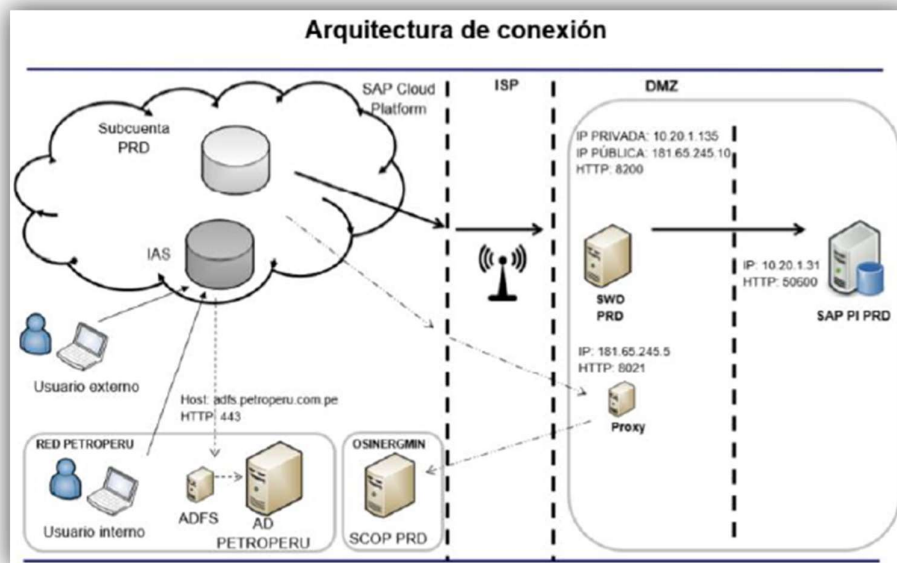 Arquitectura de conexión
SAP Cloud
Platform
ISP
DMZ
Subcuenta
PRD
IP PRIVADA: 10.20.1.135
IP PÚBLICA: 181.65.245.10
HTTP: 8200
IAS
SWD
PRD
IP: 10.20.1.31
HTTP: 50600
SAP PI PRD
Usuario externo
IP: 181.65.245.5
HTTP: 8021
Proxy
Host: adfs.petroperu.com.pe
HTTP: 443
RED PETROPERU
Usuario interno
ADFS
AD
PETROPERU
OSINERGMIN
SCOP PRD